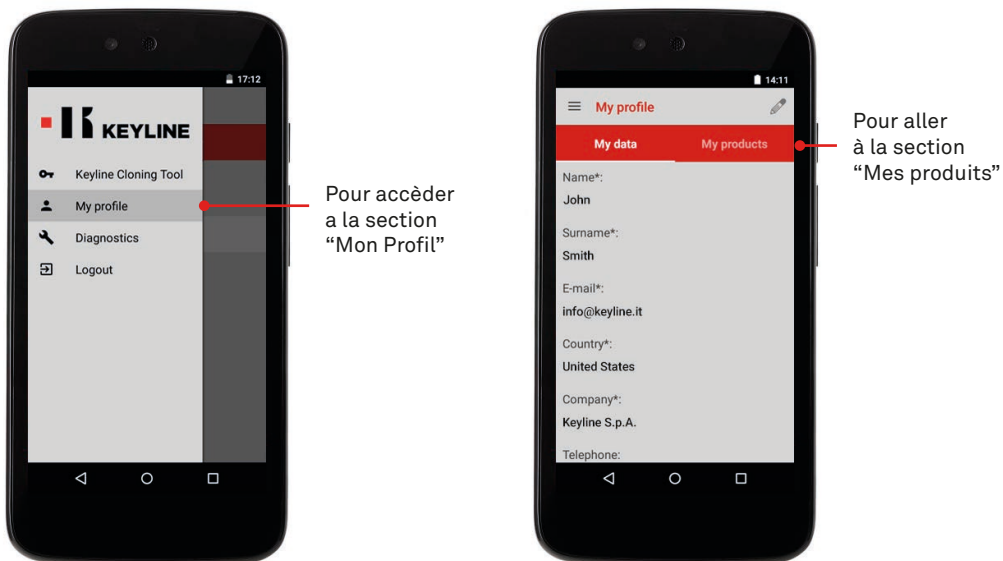 17:12
KEYLINE
Keyline Cloning Tool
My profile
Diagnostics
Logout
Pour accèder
a la section
“Mon Profil”
14:11
My profile
My data My products
Name*:
John
Surname*:
Smith
E-mail*:
info@keyline.it
Country*:
United States
Company*:
Keyline S.p.A.
Telephone:
Pour aller
à la section
“Mes produits”